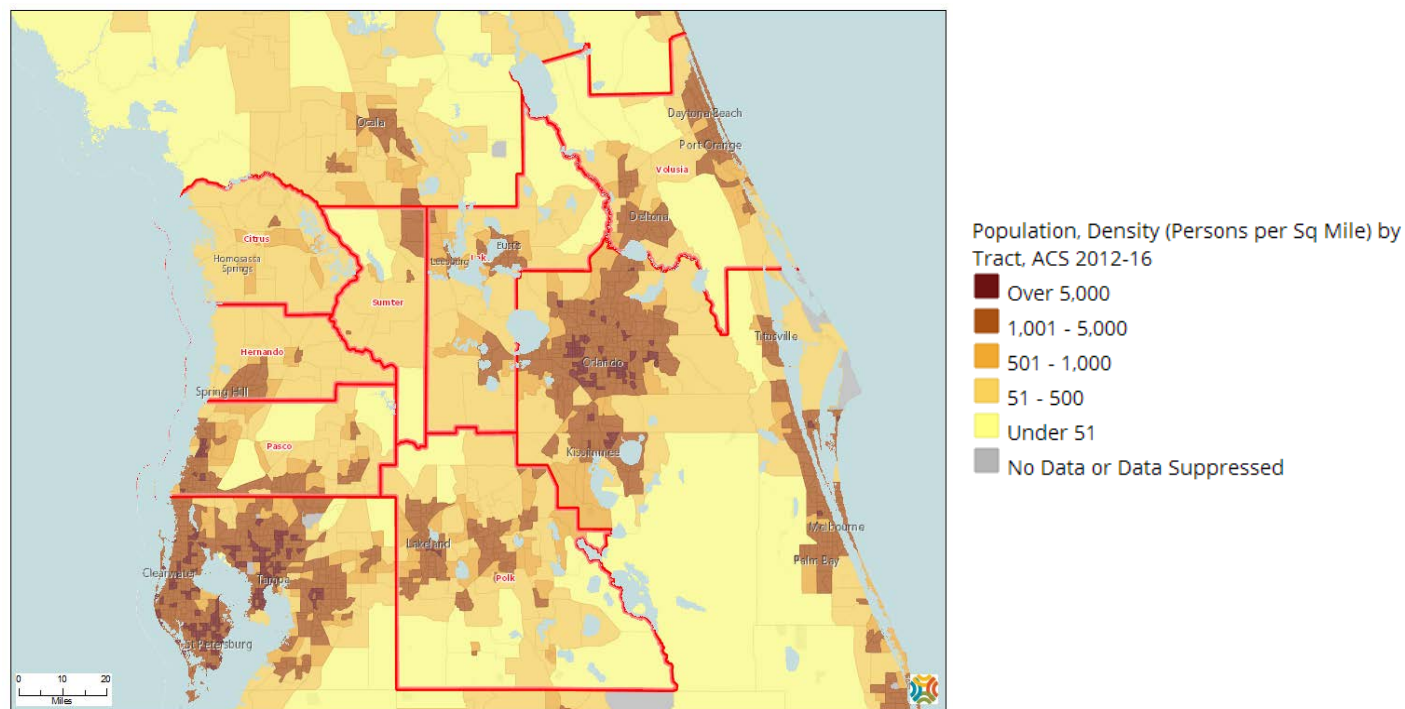 Daytona Beach
Ocala
Port Orange
Volusia
Deltona
Citrus
Homosassa
Springs
Eustis
Leesburg
Lak
Sumter
Titusville
Hernando
Orlando
Spring Hill
Pasco
Kissimmee
Melbourne
Lakeland
Palm Bay
Clearwater
Tampa
Polk
St Petersburg
0 10 20
Miles
Population, Density (Persons per Sq Mile) by
Tract, ACS 2012-16
Over 5,000
1,001 - 5,000
501 - 1,000
51 - 500
Under 51
No Data or Data Suppressed